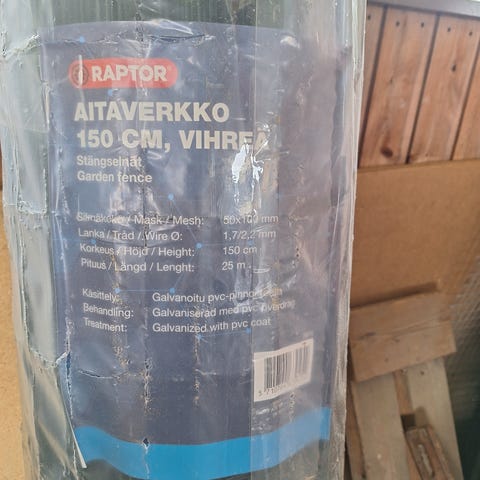 RAPTOR
AITAVERKKO
150 CM, VIHREÄ
Stängselnät
Garden fence
Silmäkoko / Mask / Mesh: 50x100 mm
Lanka / Tråd / Wire Ø: 1,7/2,2 mm
Korkeus / Höjd / Height: 150 cm
Pituus / Längd / Lenght: 25 m
Käsittely: Galvanoitu
Behandling: Galvaniserad med pvc överdrag
Treatment: Galvanized with pvc coat